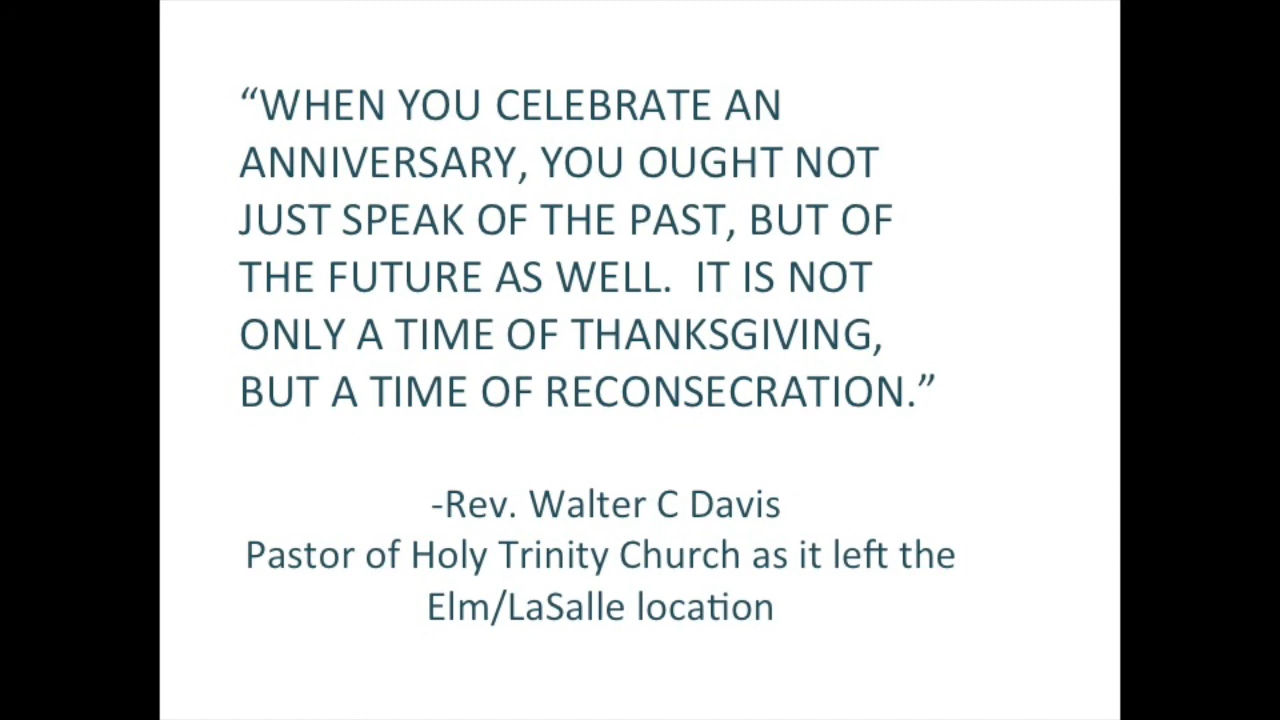 “WHEN YOU CELEBRATE AN
ANNIVERSARY, YOU OUGHT NOT
JUST SPEAK OF THE PAST, BUT OF
THE FUTURE AS WELL.  IT IS NOT
ONLY A TIME OF THANKSGIVING,
BUT A TIME OF RECONSECRATION.”
-Rev. Walter C Davis
Pastor of Holy Trinity Church as it left the
Elm/LaSalle location